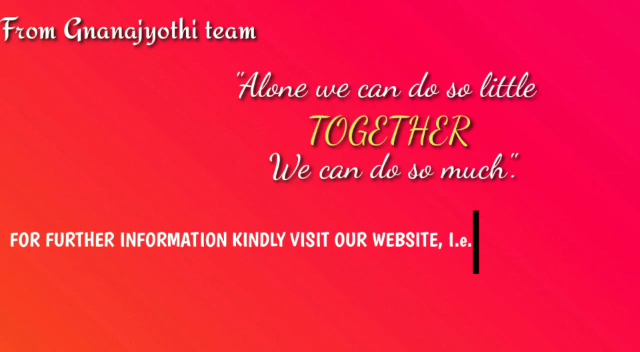 From Gnanajyothi team
"Alone we can do so little
TOGETHER
We can do so much".
FOR FURTHER INFORMATION KINDLY VISIT OUR WEBSITE, I.e.